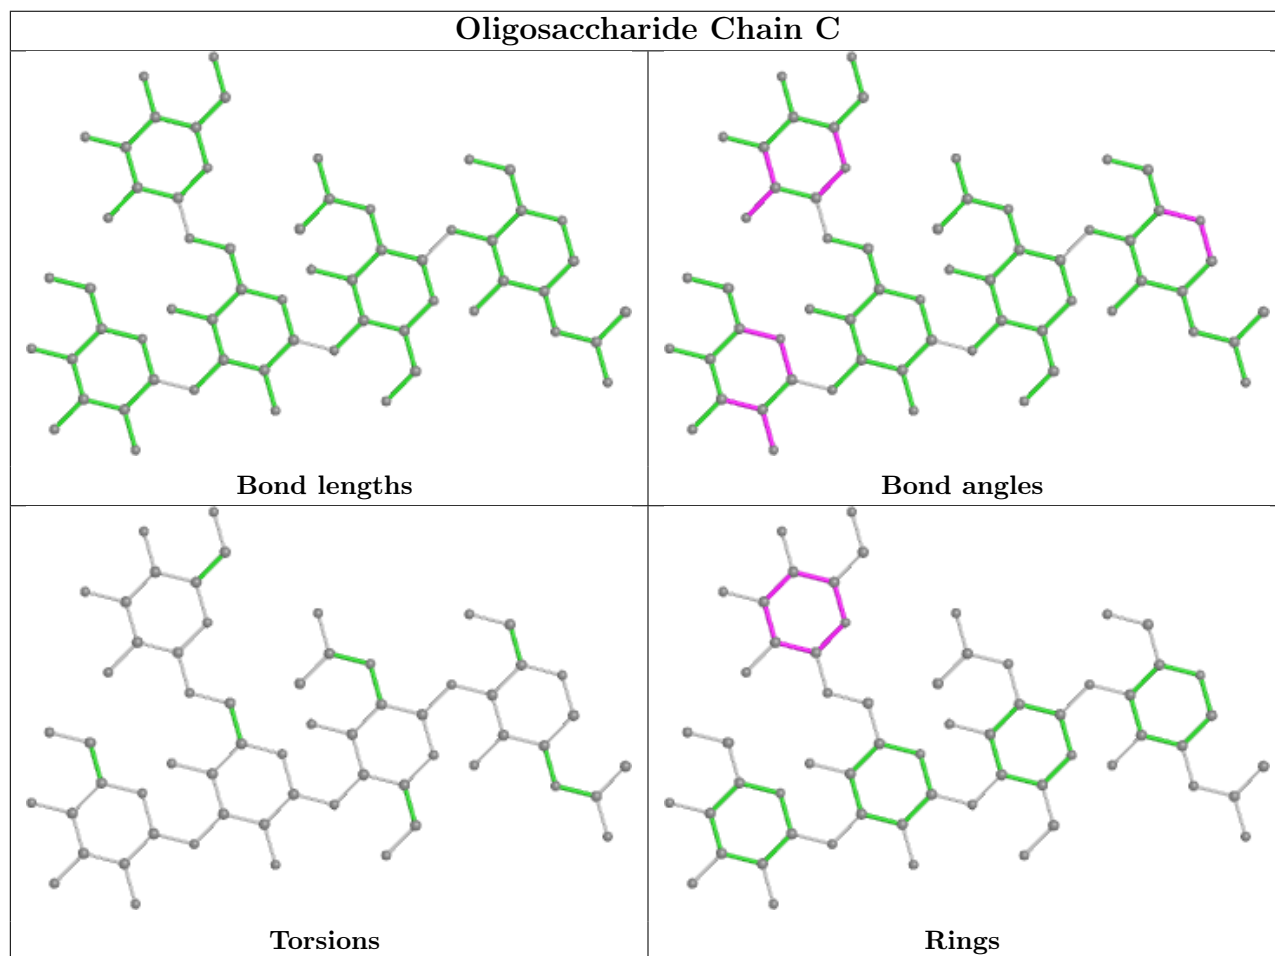 Oligosaccharide Chain C
Bond lengths
Bond angles
Torsions
Rings